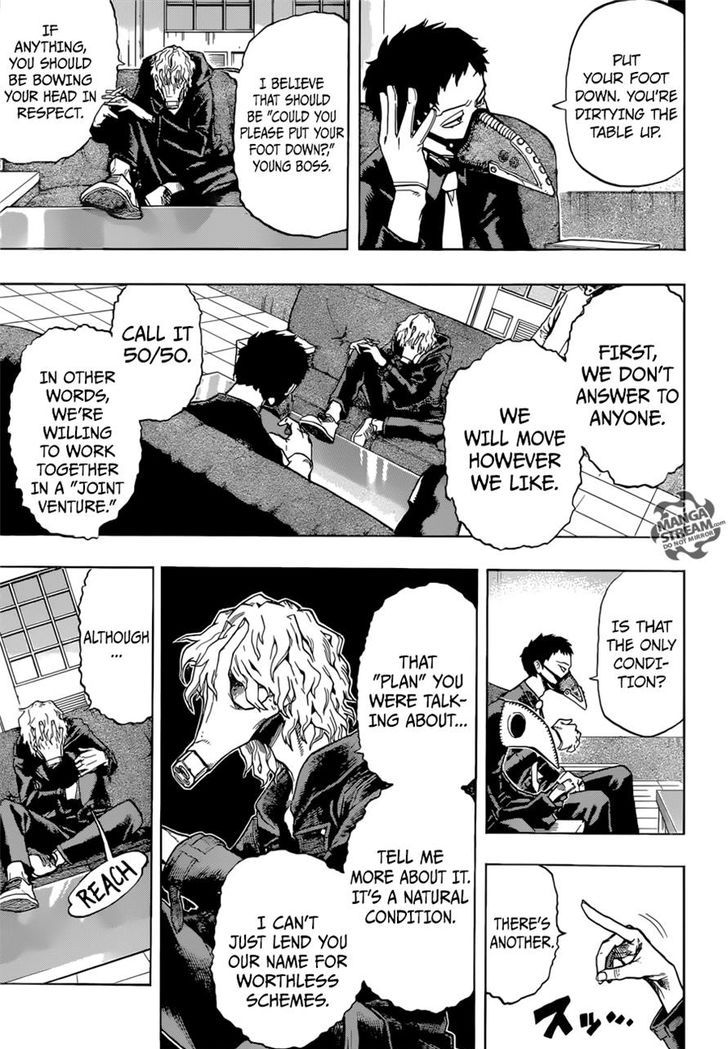 PUT
YOUR FOOT
DOWN. YOU'RE
DIRTYING THE
TABLE UP.
I BELIEVE
THAT SHOULD
BE "COULD YOU
PLEASE PUT YOUR
FOOT DOWN?,"
YOUNG BOSS.
IF
ANYTHING,
YOU SHOULD
BE BOWING
YOUR HEAD IN
RESPECT.
FIRST,
WE DON'T
ANSWER TO
ANYONE.
WE
WILL MOVE
HOWEVER
WE LIKE.
CALL IT
50/50.
IN OTHER
WORDS,
WE'RE
WILLING
TO WORK
TOGETHER
IN A "JOINT
VENTURE."
MANGA
STREAM.com
DO NOT MIRROR
IS THAT
THE ONLY
CONDI-
TION?
THERE'S
ANOTHER.
スッ…
THAT
"PLAN" YOU
WERE TALK-
ING ABOUT...
TELL ME
MORE ABOUT IT.
IT'S A NATURAL
CONDITION.
I CAN'T
JUST LEND YOU
OUR NAME FOR
WORTHLESS
SCHEMES.
ALTHOUGH
...
REACH